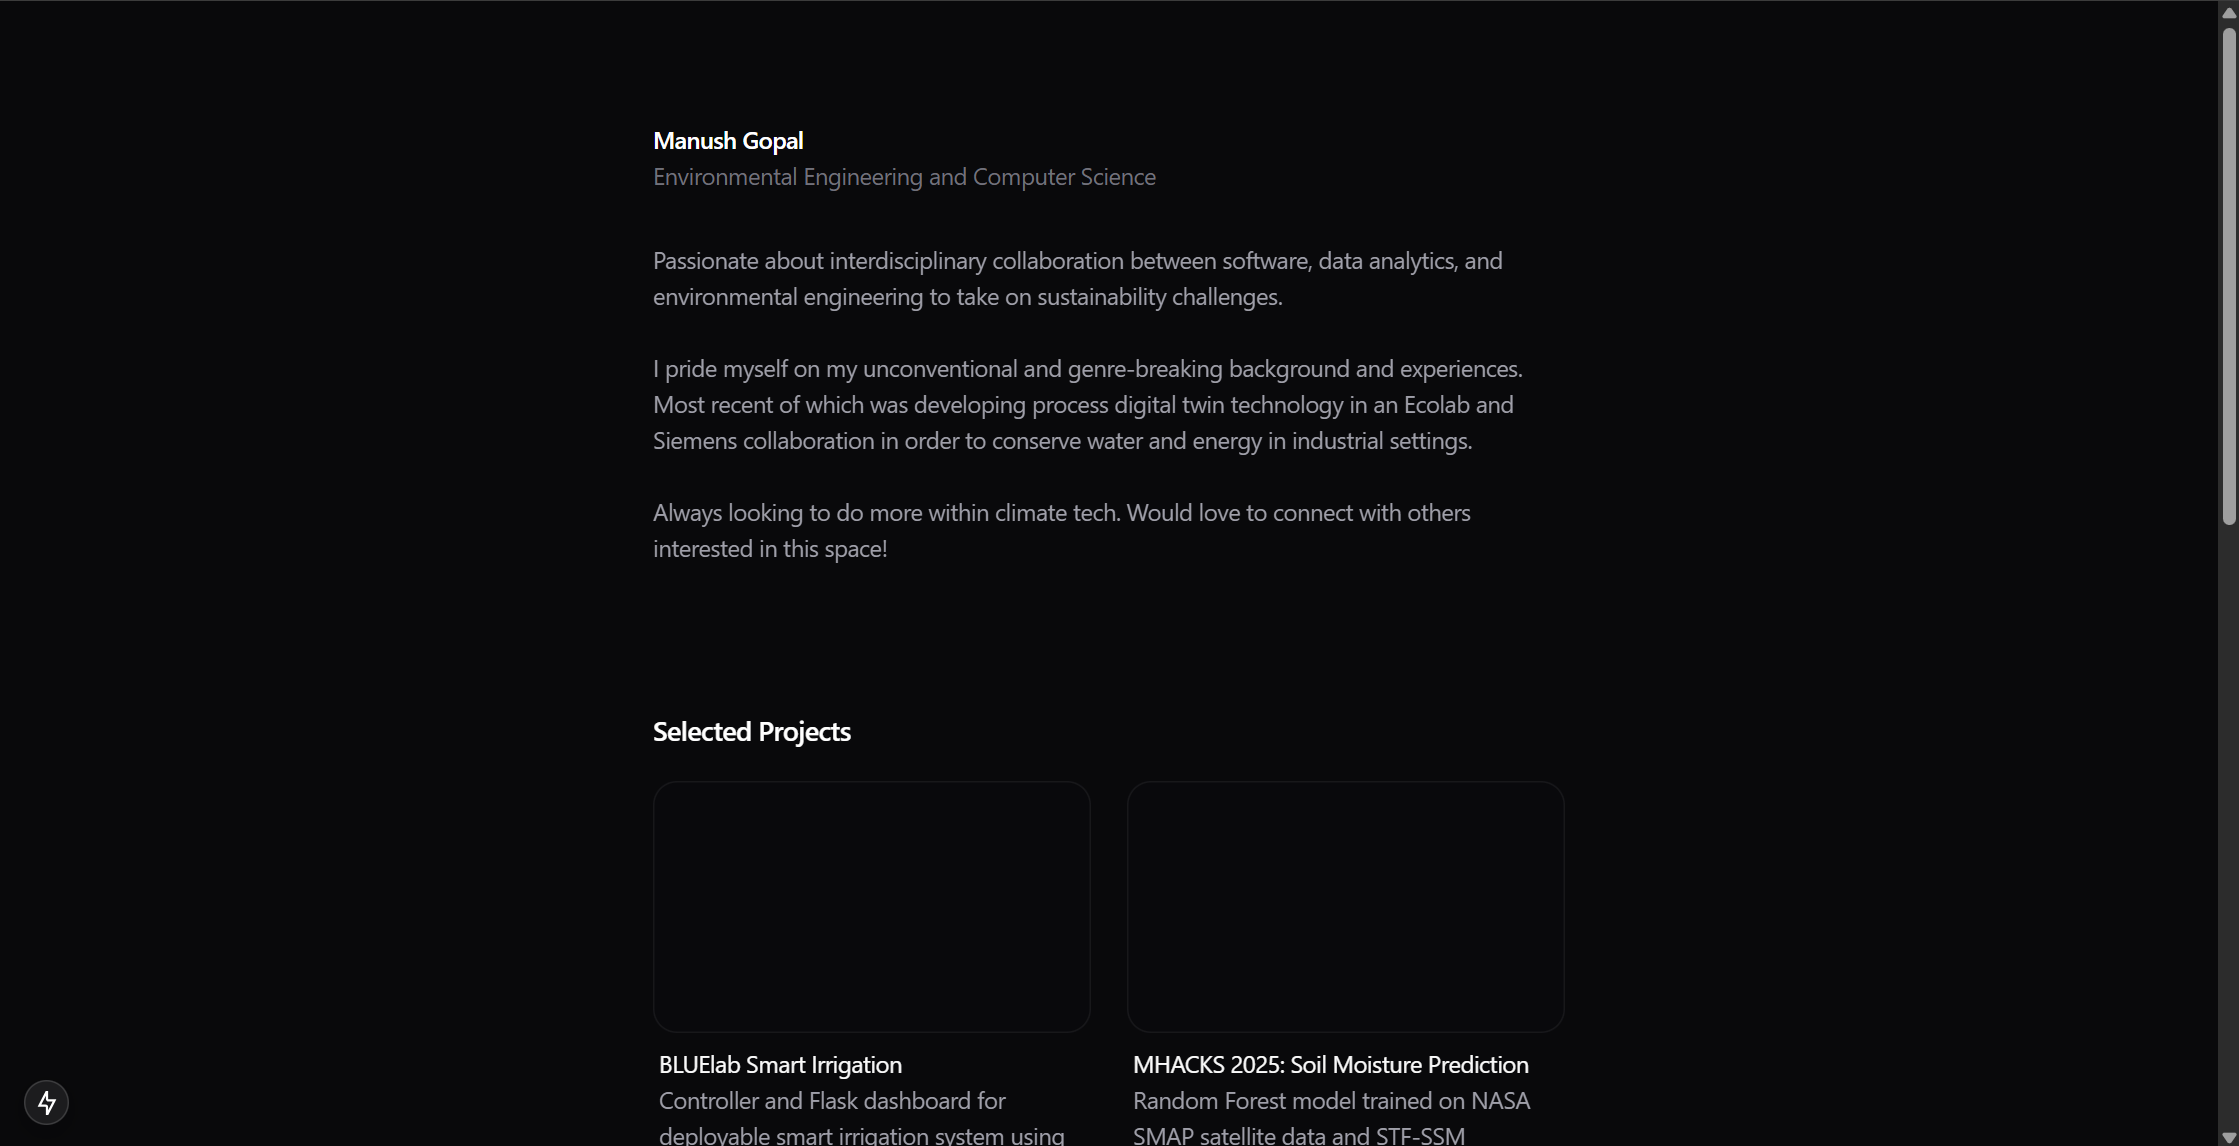 Manush Gopal
Environmental Engineering and Computer Science
Passionate about interdisciplinary collaboration between software, data analytics, and
environmental engineering to take on sustainability challenges.
I pride myself on my unconventional and genre-breaking background and experiences.
Most recent of which was developing process digital twin technology in an Ecolab and
Siemens collaboration in order to conserve water and energy in industrial settings.
Always looking to do more within climate tech. Would love to connect with others
interested in this space!
Selected Projects
BLUElab Smart Irrigation
Controller and Flask dashboard for
deployable smart irrigation system using
MHACKS 2025: Soil Moisture Prediction
Random Forest model trained on NASA
SMAP satellite data and STF-SSM